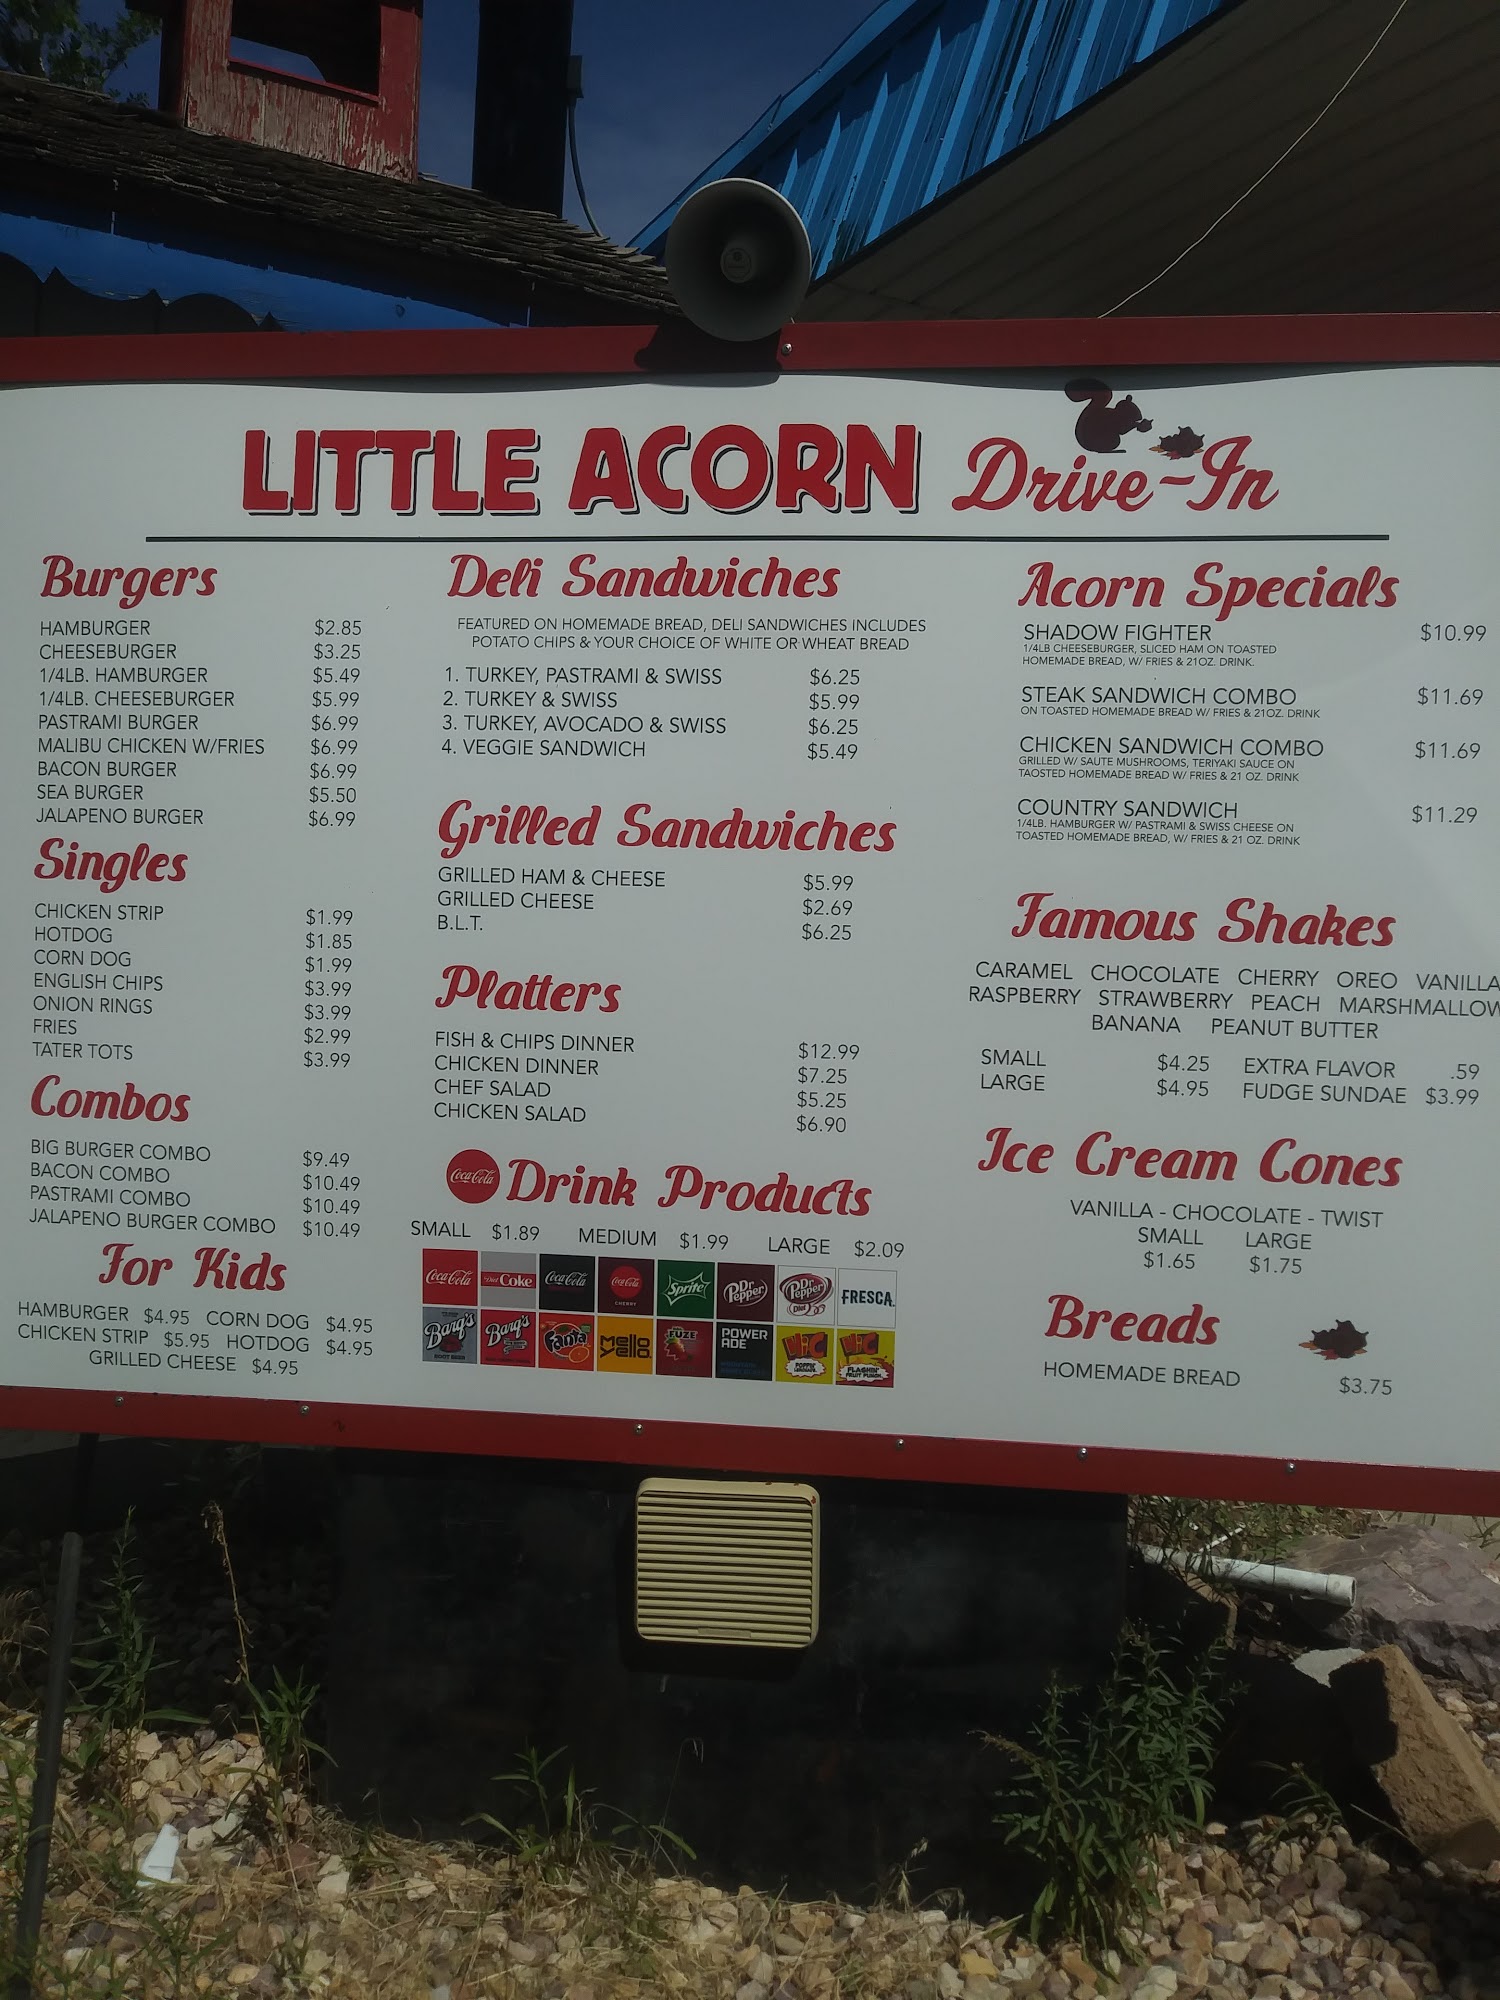 LITTLE ACORN Drive-In
Burgers
HAMBURGER $2.85
CHEESEBURGER $3.25
1/4LB. HAMBURGER $5.49
1/4LB. CHEESEBURGER $5.99
PASTRAMI BURGER $6.99
MALIBU CHICKEN W/FRIES $6.99
BACON BURGER $6.99
SEA BURGER $5.50
JALAPENO BURGER $6.99
Singles
CHICKEN STRIP $1.99
HOTDOG $1.85
CORN DOG $1.99
ENGLISH CHIPS $3.99
ONION RINGS $3.99
FRIES $2.99
TATER TOTS $3.99
Combos
BIG BURGER COMBO $9.49
BACON COMBO $10.49
PASTRAMI COMBO $10.49
JALAPENO BURGER COMBO $10.49
For Kids
HAMBURGER $4.95 CORN DOG $4.95
CHICKEN STRIP $5.95 HOTDOG $4.95
GRILLED CHEESE $4.95
Deli Sandwiches
FEATURED ON HOMEMADE BREAD, DELI SANDWICHES INCLUDES
POTATO CHIPS & YOUR CHOICE OF WHITE OR WHEAT BREAD
1. TURKEY, PASTRAMI & SWISS $6.25
2. TURKEY & SWISS $5.99
3. TURKEY, AVOCADO & SWISS $6.25
4. VEGGIE SANDWICH $5.49
Grilled Sandwiches
GRILLED HAM & CHEESE $5.99
GRILLED CHEESE $2.69
B.L.T. $6.25
Platters
FISH & CHIPS DINNER $12.99
CHICKEN DINNER $7.25
CHEF SALAD $5.25
CHICKEN SALAD $6.90
Coca-Cola Drink Products
SMALL $1.89 MEDIUM $1.99 LARGE $2.09
Coca-Cola Diet Coke Coca-Cola Coca-Cola CHERRY Sprite Dr Pepper Dr Pepper Diet FRESCA
Barq's ROOT BEER Barq's Fanta Mello Yello FUZE POWERADE Hi-C POPPIN' LEMONADE Hi-C FLASHIN' FRUIT PUNCH
Acorn Specials
SHADOW FIGHTER $10.99
1/4LB CHEESEBURGER, SLICED HAM ON TOASTED
HOMEMADE BREAD, W/ FRIES & 21OZ. DRINK.
STEAK SANDWICH COMBO $11.69
ON TOASTED HOMEMADE BREAD W/ FRIES & 21OZ. DRINK
CHICKEN SANDWICH COMBO $11.69
GRILLED W/ SAUTE MUSHROOMS, TERIYAKI SAUCE ON
TAOSTED HOMEMADE BREAD W/ FRIES & 21 OZ. DRINK
COUNTRY SANDWICH $11.29
1/4LB. HAMBURGER W/ PASTRAMI & SWISS CHEESE ON
TOASTED HOMEMADE BREAD, W/ FRIES & 21 OZ. DRINK
Famous Shakes
CARAMEL CHOCOLATE CHERRY OREO VANILLA
RASPBERRY STRAWBERRY PEACH MARSHMALLOW
BANANA PEANUT BUTTER
SMALL $4.25 EXTRA FLAVOR .59
LARGE $4.95 FUDGE SUNDAE $3.99
Ice Cream Cones
VANILLA - CHOCOLATE - TWIST
SMALL LARGE
$1.65 $1.75
Breads
HOMEMADE BREAD $3.75